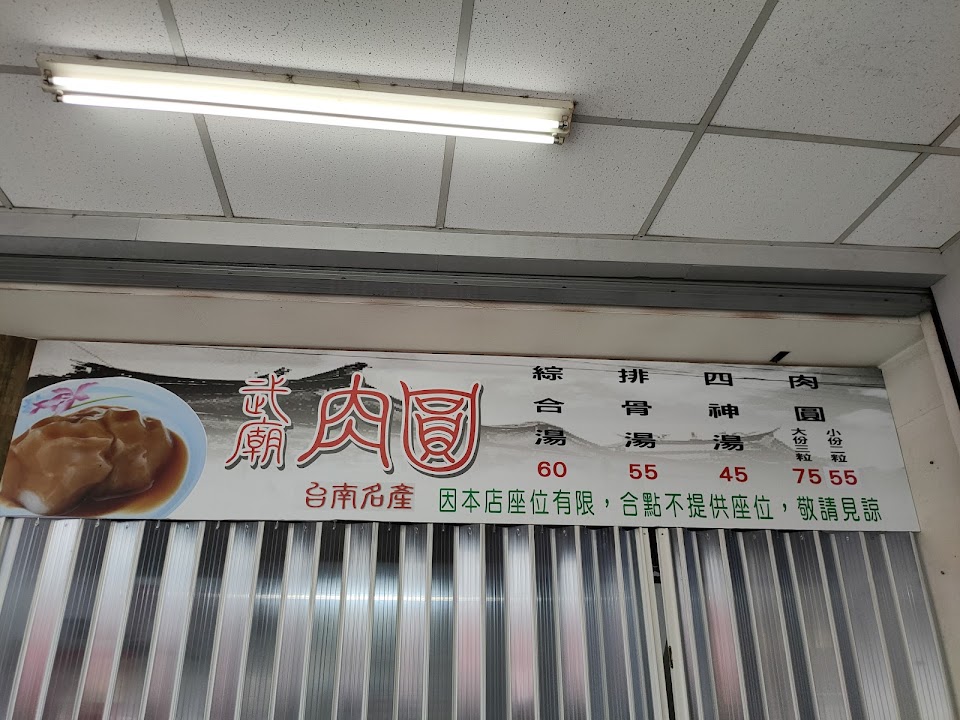 武廟肉圓
台南名產
肉圓
大份三粒 75
小份二粒 55
四神湯
45
排骨湯
55
綜合湯
60
因本店座位有限，合點不提供座位，敬請見諒